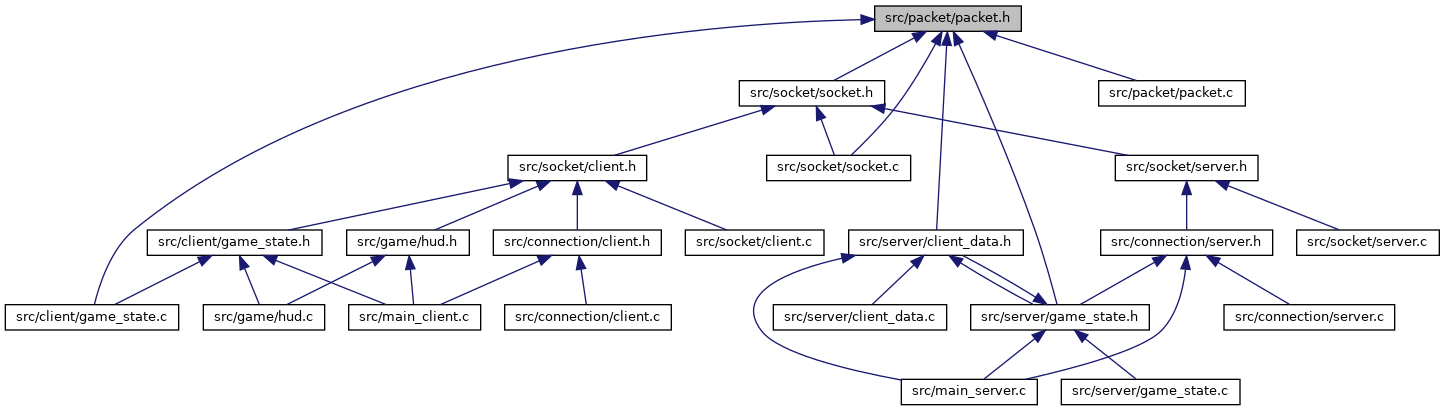 src/packet/packet.h
src/socket/socket.h
src/packet/packet.c
src/socket/client.h
src/socket/socket.c
src/socket/server.h
src/client/game_state.h
src/game/hud.h
src/connection/client.h
src/socket/client.c
src/server/client_data.h
src/connection/server.h
src/socket/server.c
src/client/game_state.c
src/game/hud.c
src/main_client.c
src/connection/client.c
src/server/client_data.c
src/server/game_state.h
src/connection/server.c
src/main_server.c
src/server/game_state.c